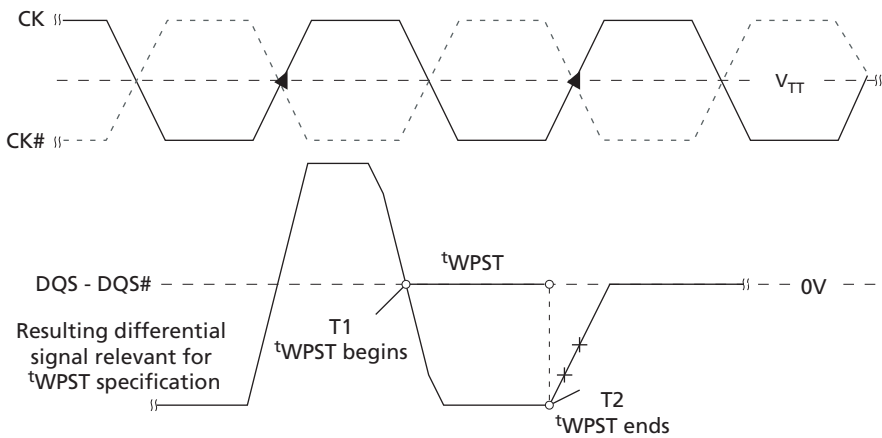 CK
V_TT
CK#
tWPST
DQS - DQS#
0V
Resulting differential
signal relevant for
tWPST specification
T1
tWPST begins
T2
tWPST ends